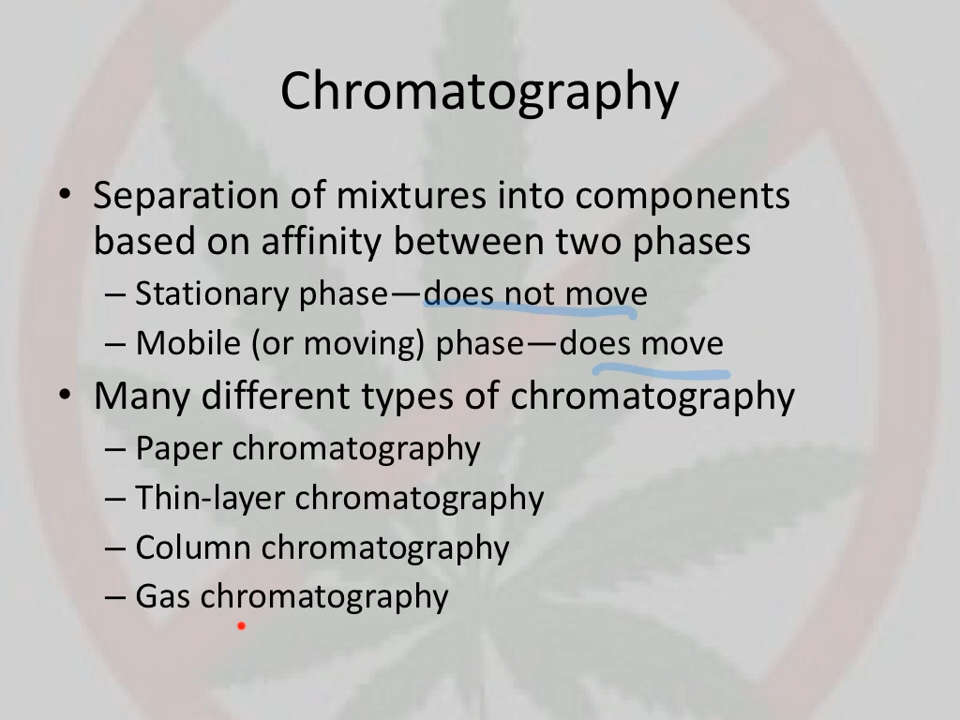 Chromatography
• Separation of mixtures into components
based on affinity between two phases
– Stationary phase—does not move
– Mobile (or moving) phase—does move
• Many different types of chromatography
– Paper chromatography
– Thin-layer chromatography
– Column chromatography
– Gas chromatography